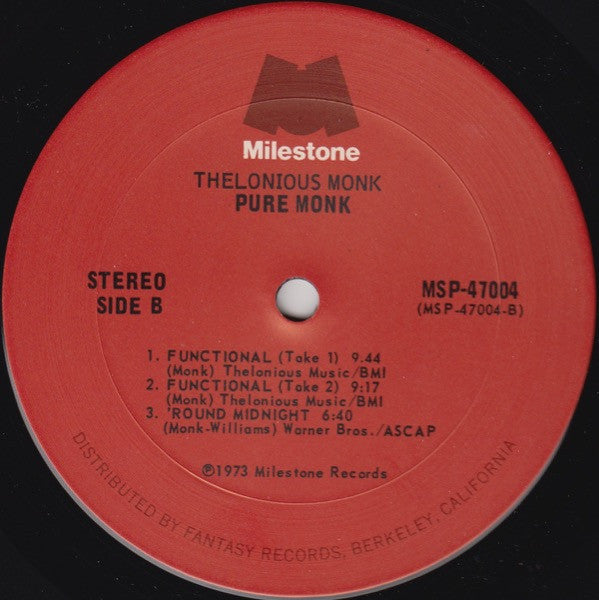 Milestone
THELONIOUS MONK
PURE MONK
STEREO
SIDE B
MSP-47004
(MSP-47004-B)
1. FUNCTIONAL (Take 1) 9:44
(Monk) Thelonious Music/BMI
2. FUNCTIONAL (Take 2) 9:17
(Monk) Thelonious Music/BMI
3. 'ROUND MIDNIGHT 6:40
(Monk-Williams) Warner Bros./ASCAP
℗1973 Milestone Records
DISTRIBUTED BY FANTASY RECORDS, BERKELEY, CALIFORNIA